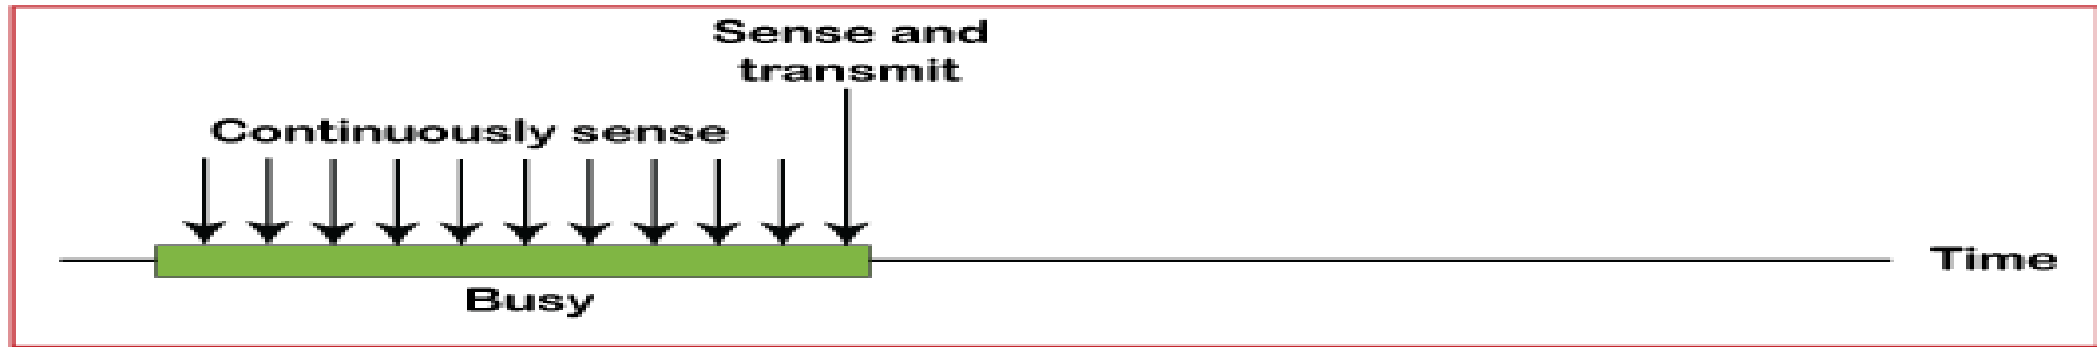 Sense and
transmit
Continuously sense
Time
Busy